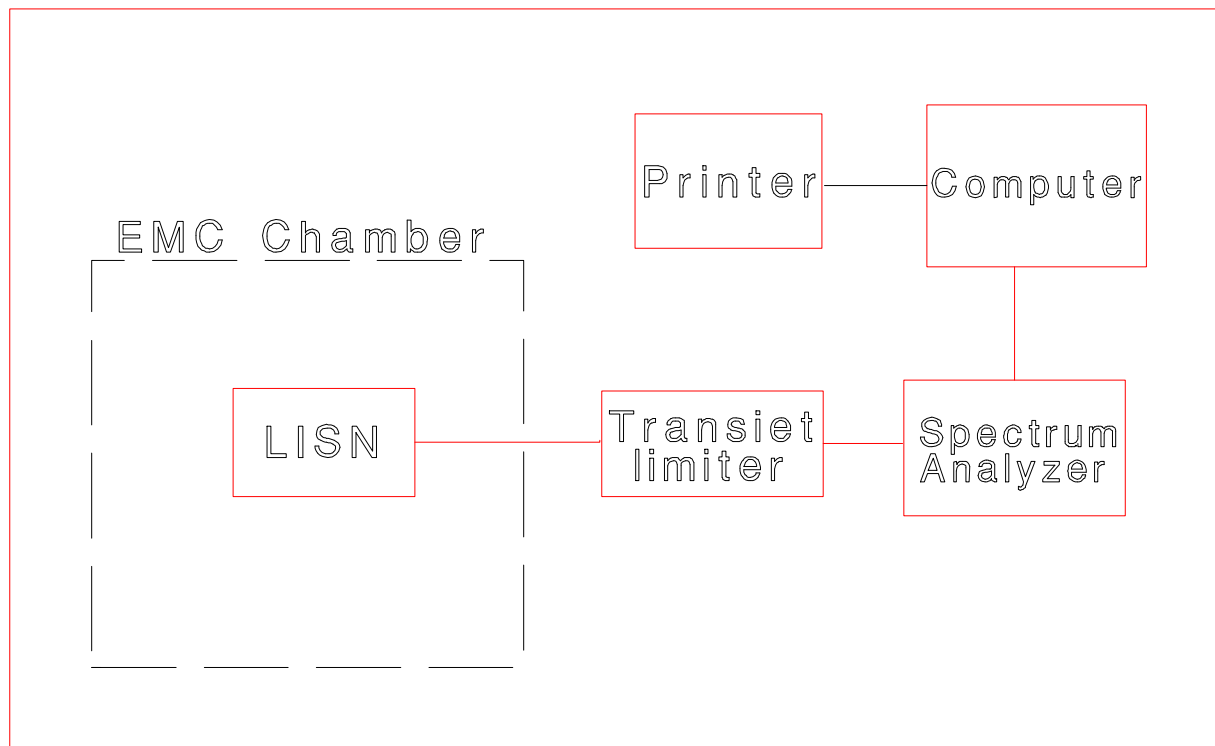 Printer
Computer
EMC Chamber
LISN
Transiet
limiter
Spectrum
Analyzer